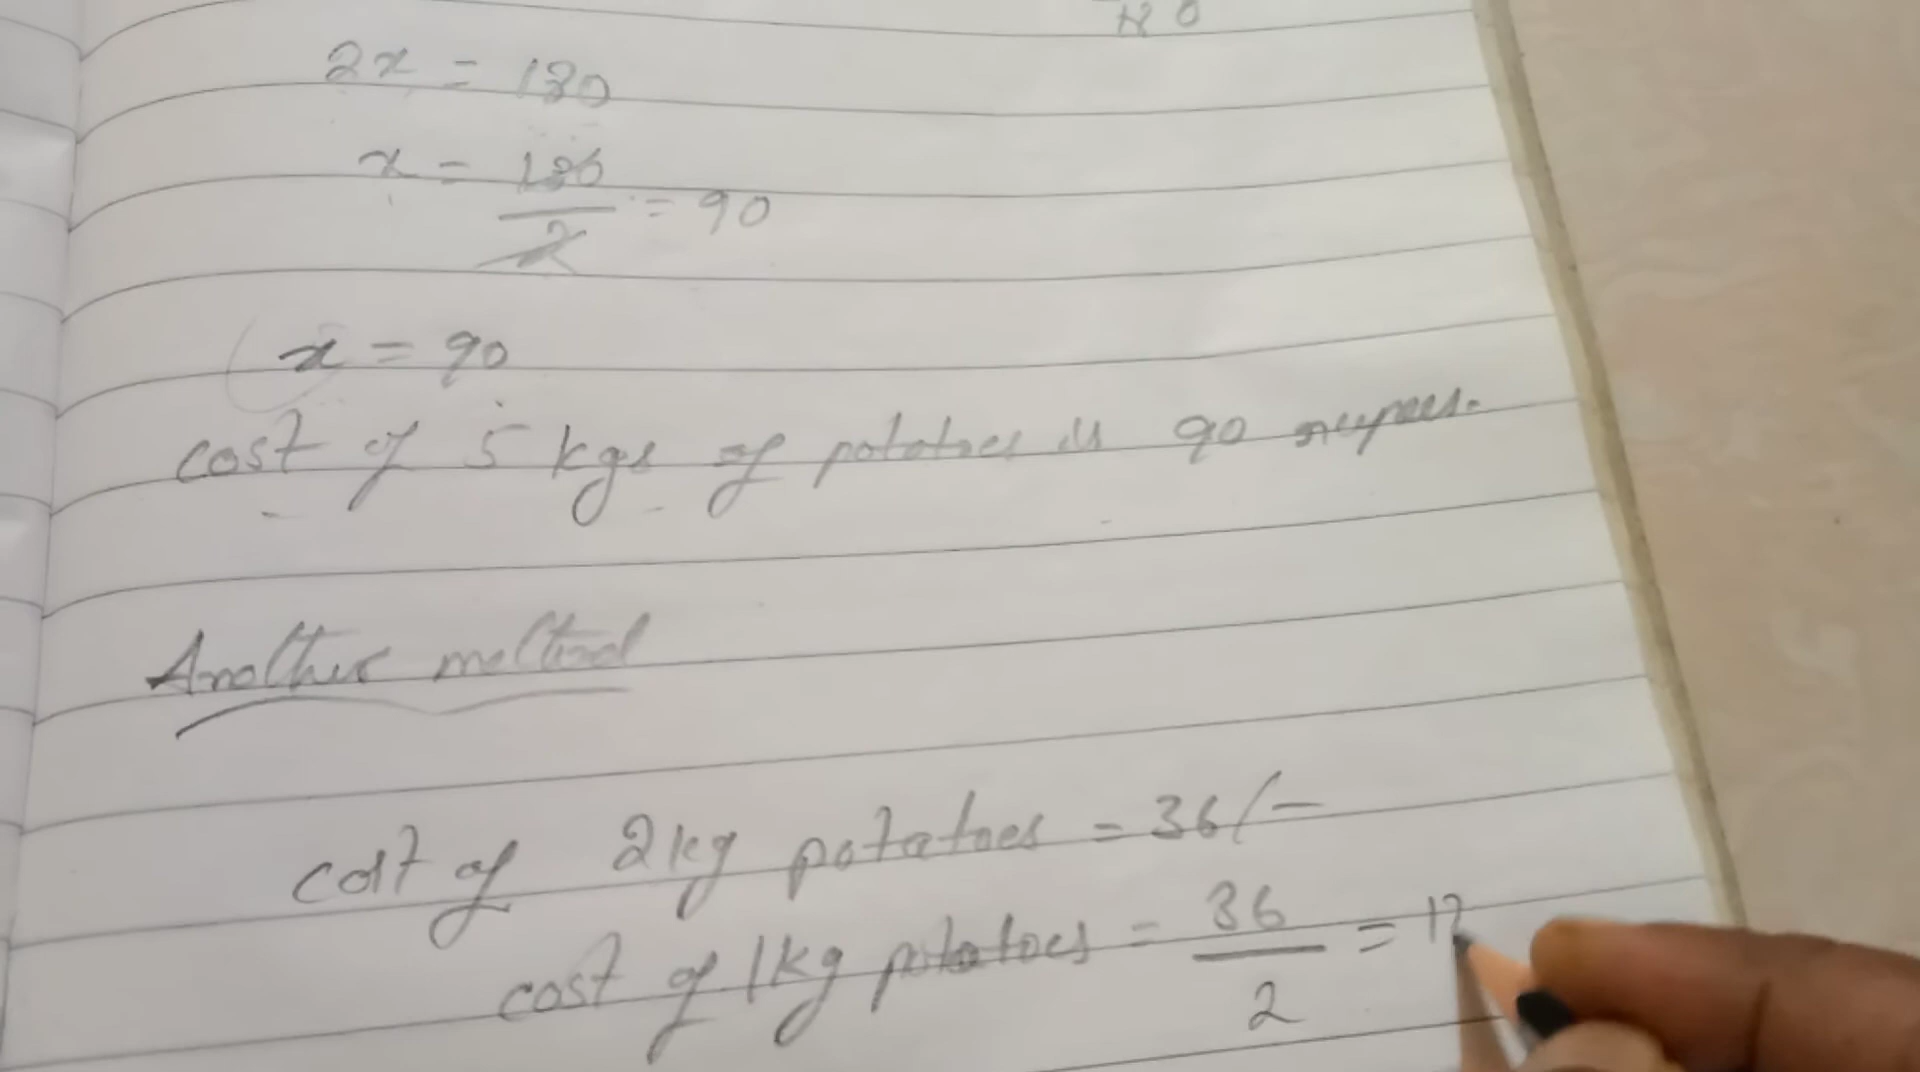 180
2x = 180
x = 180
2
= 90
x = 90
cost of 5 kgs of potatoes is 90 rupees.
Another method
cost of 2kg potatoes = 36/-
cost of 1kg potatoes = 36
2
= 1